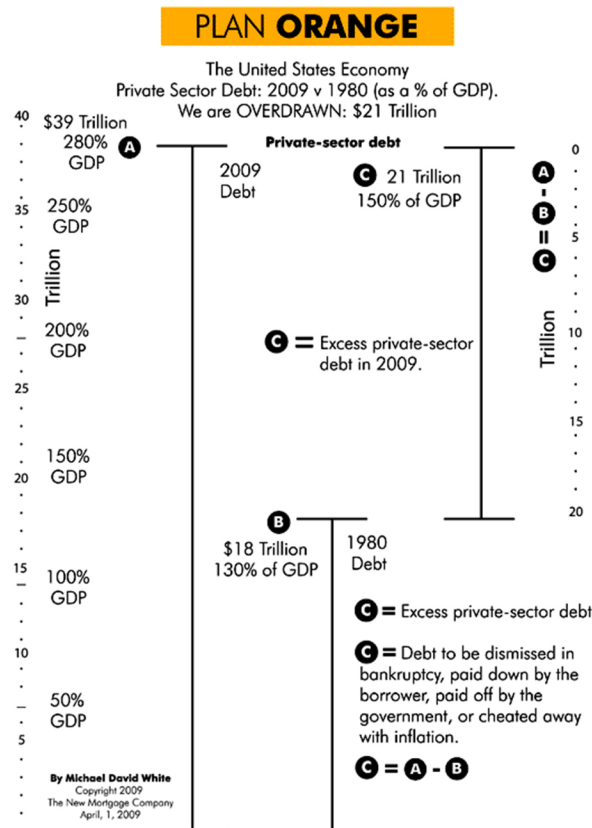 PLAN ORANGE
The United States Economy
Private Sector Debt: 2009 v 1980 (as a % of GDP).
We are OVERDRAWN: $21 Trillion
40
$39 Trillion
280%
GDP
A
Private-sector debt
2009
Debt
C 21 Trillion
150% of GDP
0
A
-
B
=
C
5
10
15
20
Trillion
35
250%
GDP
Trillion
30
200%
GDP
C = Excess private-sector
debt in 2009.
25
150%
GDP
20
B
$18 Trillion
130% of GDP
1980
Debt
15
100%
GDP
C = Excess private-sector debt
10
C = Debt to be dismissed in
bankruptcy, paid down by the
borrower, paid off by the
government, or cheated away
with inflation.
50%
GDP
5
C = A - B
By Michael David White
Copyright 2009
The New Mortgage Company
April, 1, 2009